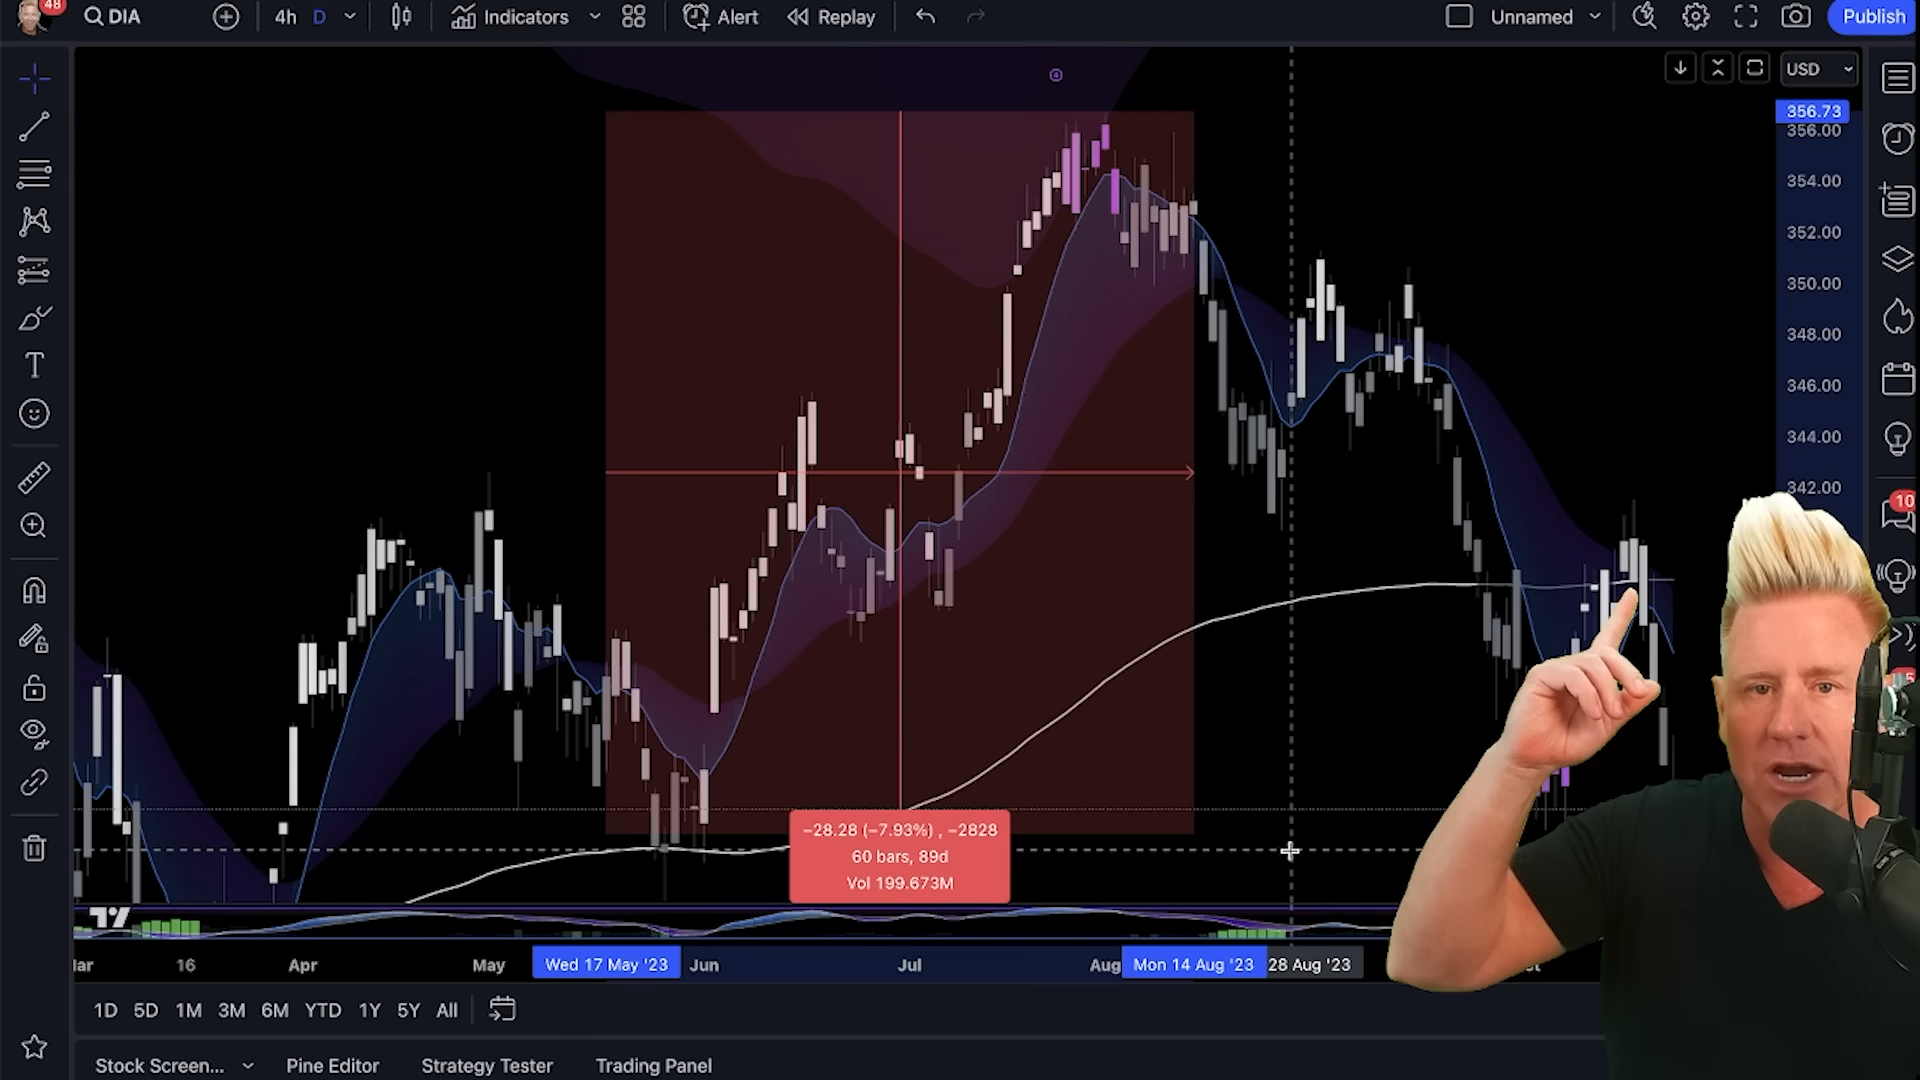 48
DIA
4h
D
Indicators
Alert
Replay
Unnamed
Publish
USD
356.73
356.00
354.00
352.00
350.00
348.00
346.00
344.00
342.00
10
−28.28 (−7.93%) , −2828
60 bars, 89d
Vol 199.673M
Wed 17 May '23
Jun
Jul
Aug
Mon 14 Aug '23
28 Aug '23
16
Apr
May
1D
5D
1M
3M
6M
YTD
1Y
5Y
All
Stock Screen...
Pine Editor
Strategy Tester
Trading Panel